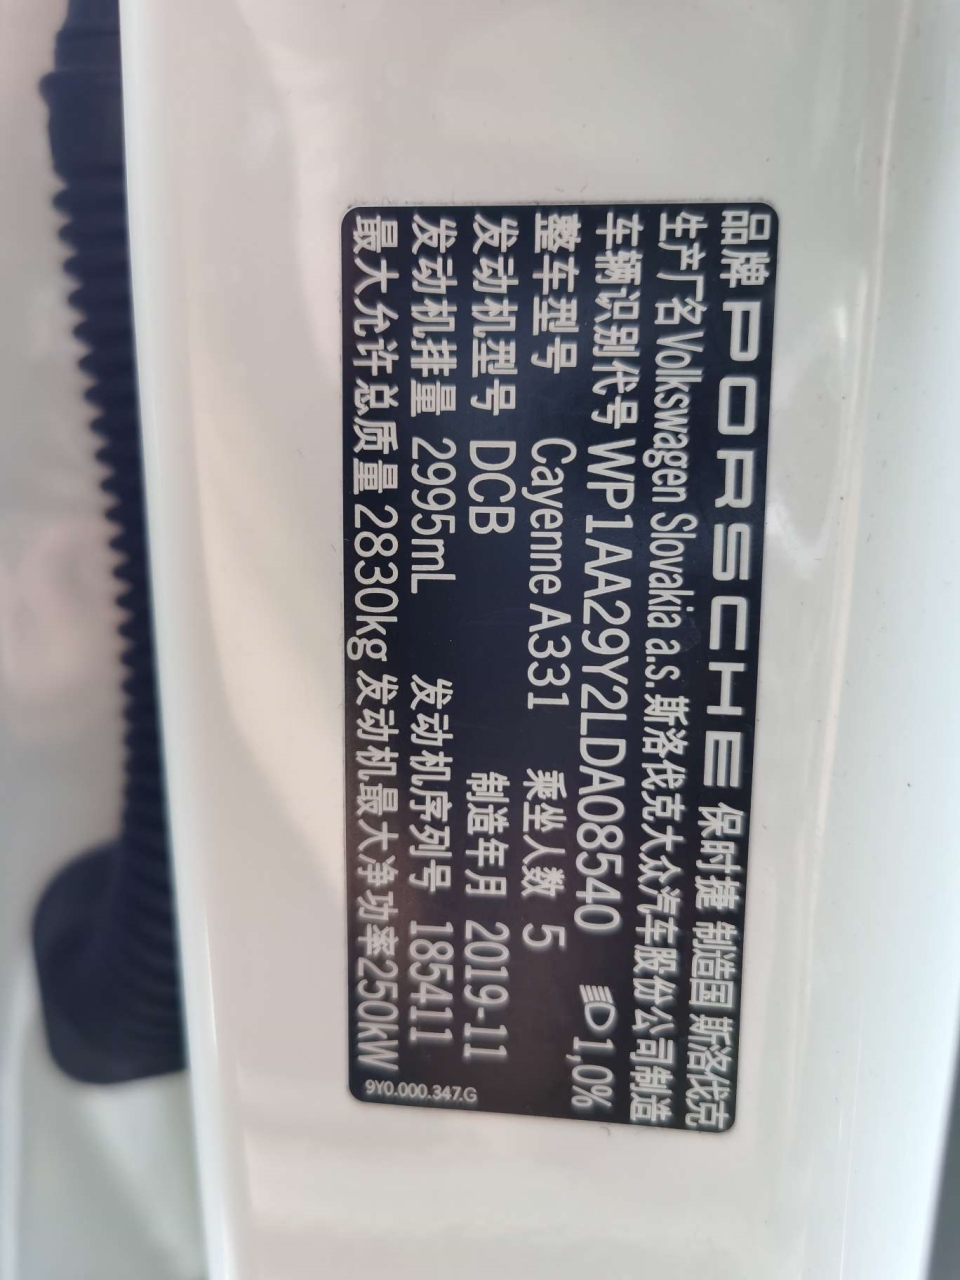 品牌 PORSCHE 保时捷 制造国 斯洛伐克
生产厂名 Volkswagen Slovakia a.s. 斯洛伐克大众汽车股份公司制造
车辆识别代号 WP1AA29Y2LDA08540 1,0%
整车型号 Cayenne A331 乘坐人数 5
发动机型号 DCB 制造年月 2019-11
发动机排量 2995mL 发动机序列号 185411
最大允许总质量 2830kg 发动机最大净功率250kW
9Y0.000.347.G